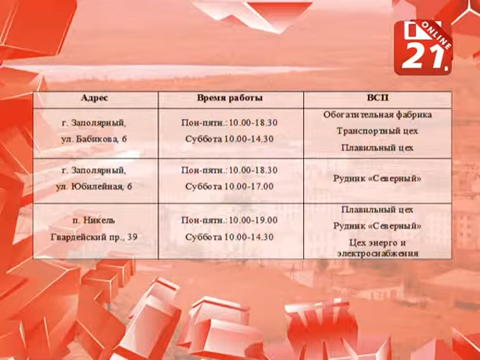 ONLINE
21.
Адрес Время работы ВСП
г. Заполярный,
ул. Бабикова, 6
Пон-пятн.:10.00-18.30
Суббота 10.00-14.30
Обогатительная фабрика
Транспортный цех
Плавильный цех
г. Заполярный,
ул. Юбилейная, 6
Пон-пятн.:10.00-18.30
Суббота 10.00-17.00
Рудник «Северный»
п. Никель
Гвардейский пр., 39
Пон-пятн.:10.00-19.00
Суббота 10.00-14.30
Плавильный цех
Рудник «Северный»
Цех энерго и
электроснабжения